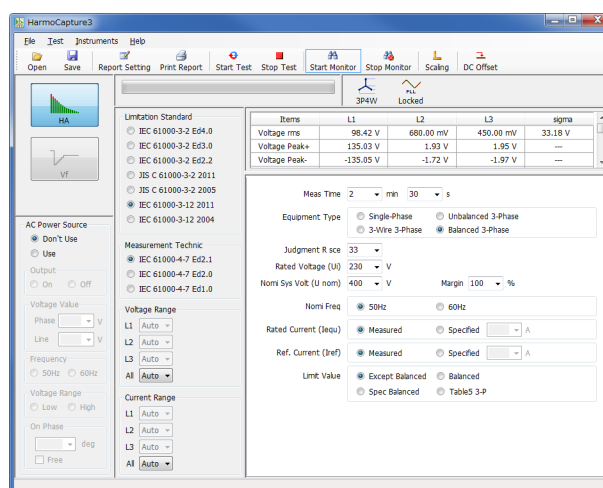 HarmoCapture3
File Test Instruments Help
Open Save Report Setting Print Report Start Test Stop Test Start Monitor Stop Monitor Scaling DC Offset
HA
Vf
3P4W
PLL
Locked
AC Power Source
Don't Use
Use
Output
On Off
Voltage Value
Phase V
Line V
Frequency
50Hz 60Hz
Voltage Range
Low High
On Phase
deg
Free
Limitation Standard
IEC 61000-3-2 Ed4.0
IEC 61000-3-2 Ed3.0
IEC 61000-3-2 Ed2.2
JIS C 61000-3-2 2011
JIS C 61000-3-2 2005
IEC 61000-3-12 2011
IEC 61000-3-12 2004
Measurement Technic
IEC 61000-4-7 Ed2.1
IEC 61000-4-7 Ed2.0
IEC 61000-4-7 Ed1.0
Voltage Range
L1 Auto
L2 Auto
L3 Auto
All Auto
Current Range
L1 Auto
L2 Auto
L3 Auto
All Auto
Items L1 L2 L3 sigma
Voltage rms 98.42 V 680.00 mV 450.00 mV 33.18 V
Voltage Peak+ 135.03 V 1.93 V 1.95 V ---
Voltage Peak- -135.05 V -1.72 V -1.97 V ---
Meas Time 2 min 30 s
Equipment Type Single-Phase Unbalanced 3-Phase
3-Wire 3-Phase Balanced 3-Phase
Judgment R sce 33
Rated Voltage (Ui) 230 V
Nomi Sys Volt (U nom) 400 V Margin 100 %
Nomi Freq 50Hz 60Hz
Rated Current (Iequ) Measured Specified A
Ref. Current (Iref) Measured Specified A
Limit Value Except Balanced Balanced
Spec Balanced Table5 3-P